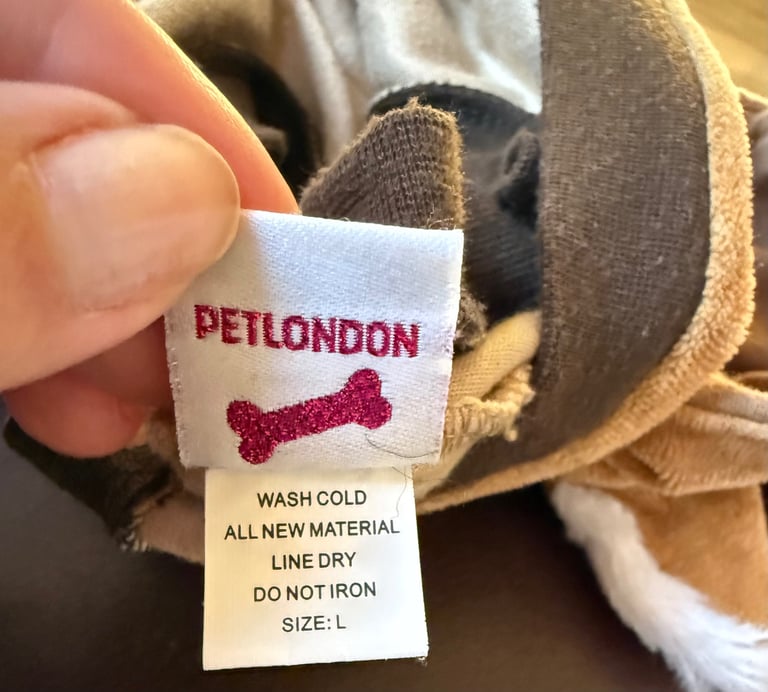 PETLONDON
WASH COLD
ALL NEW MATERIAL
LINE DRY
DO NOT IRON
SIZE: L